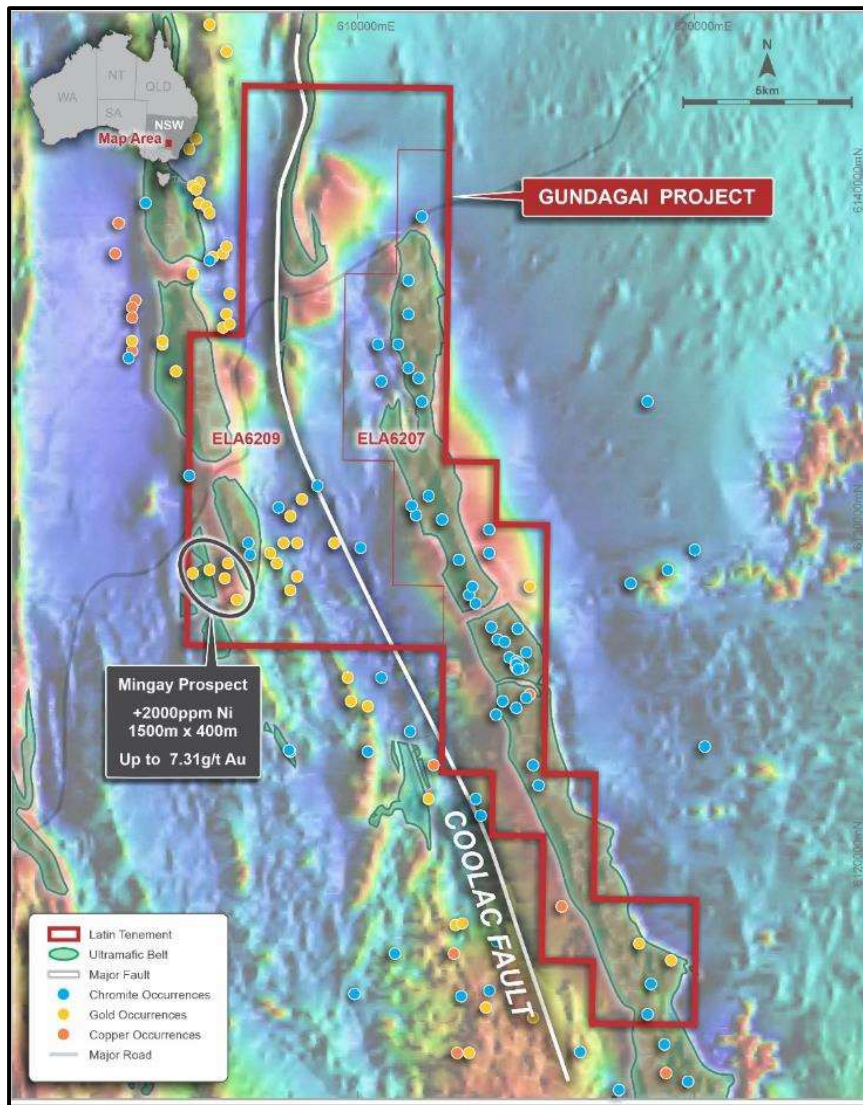 610000mE
620000mE
N
5km
WA
NT
QLD
SA
NSW
Map Area
6140000mN
GUNDAGAI PROJECT
ELA6209
ELA6207
Mingay Prospect
+2000ppm Ni
1500m x 400m
Up to 7.31g/t Au
COOLAC FAULT
Latin Tenement
Ultramafic Belt
Major Fault
Chromite Occurrences
Gold Occurrences
Copper Occurrences
Major Road